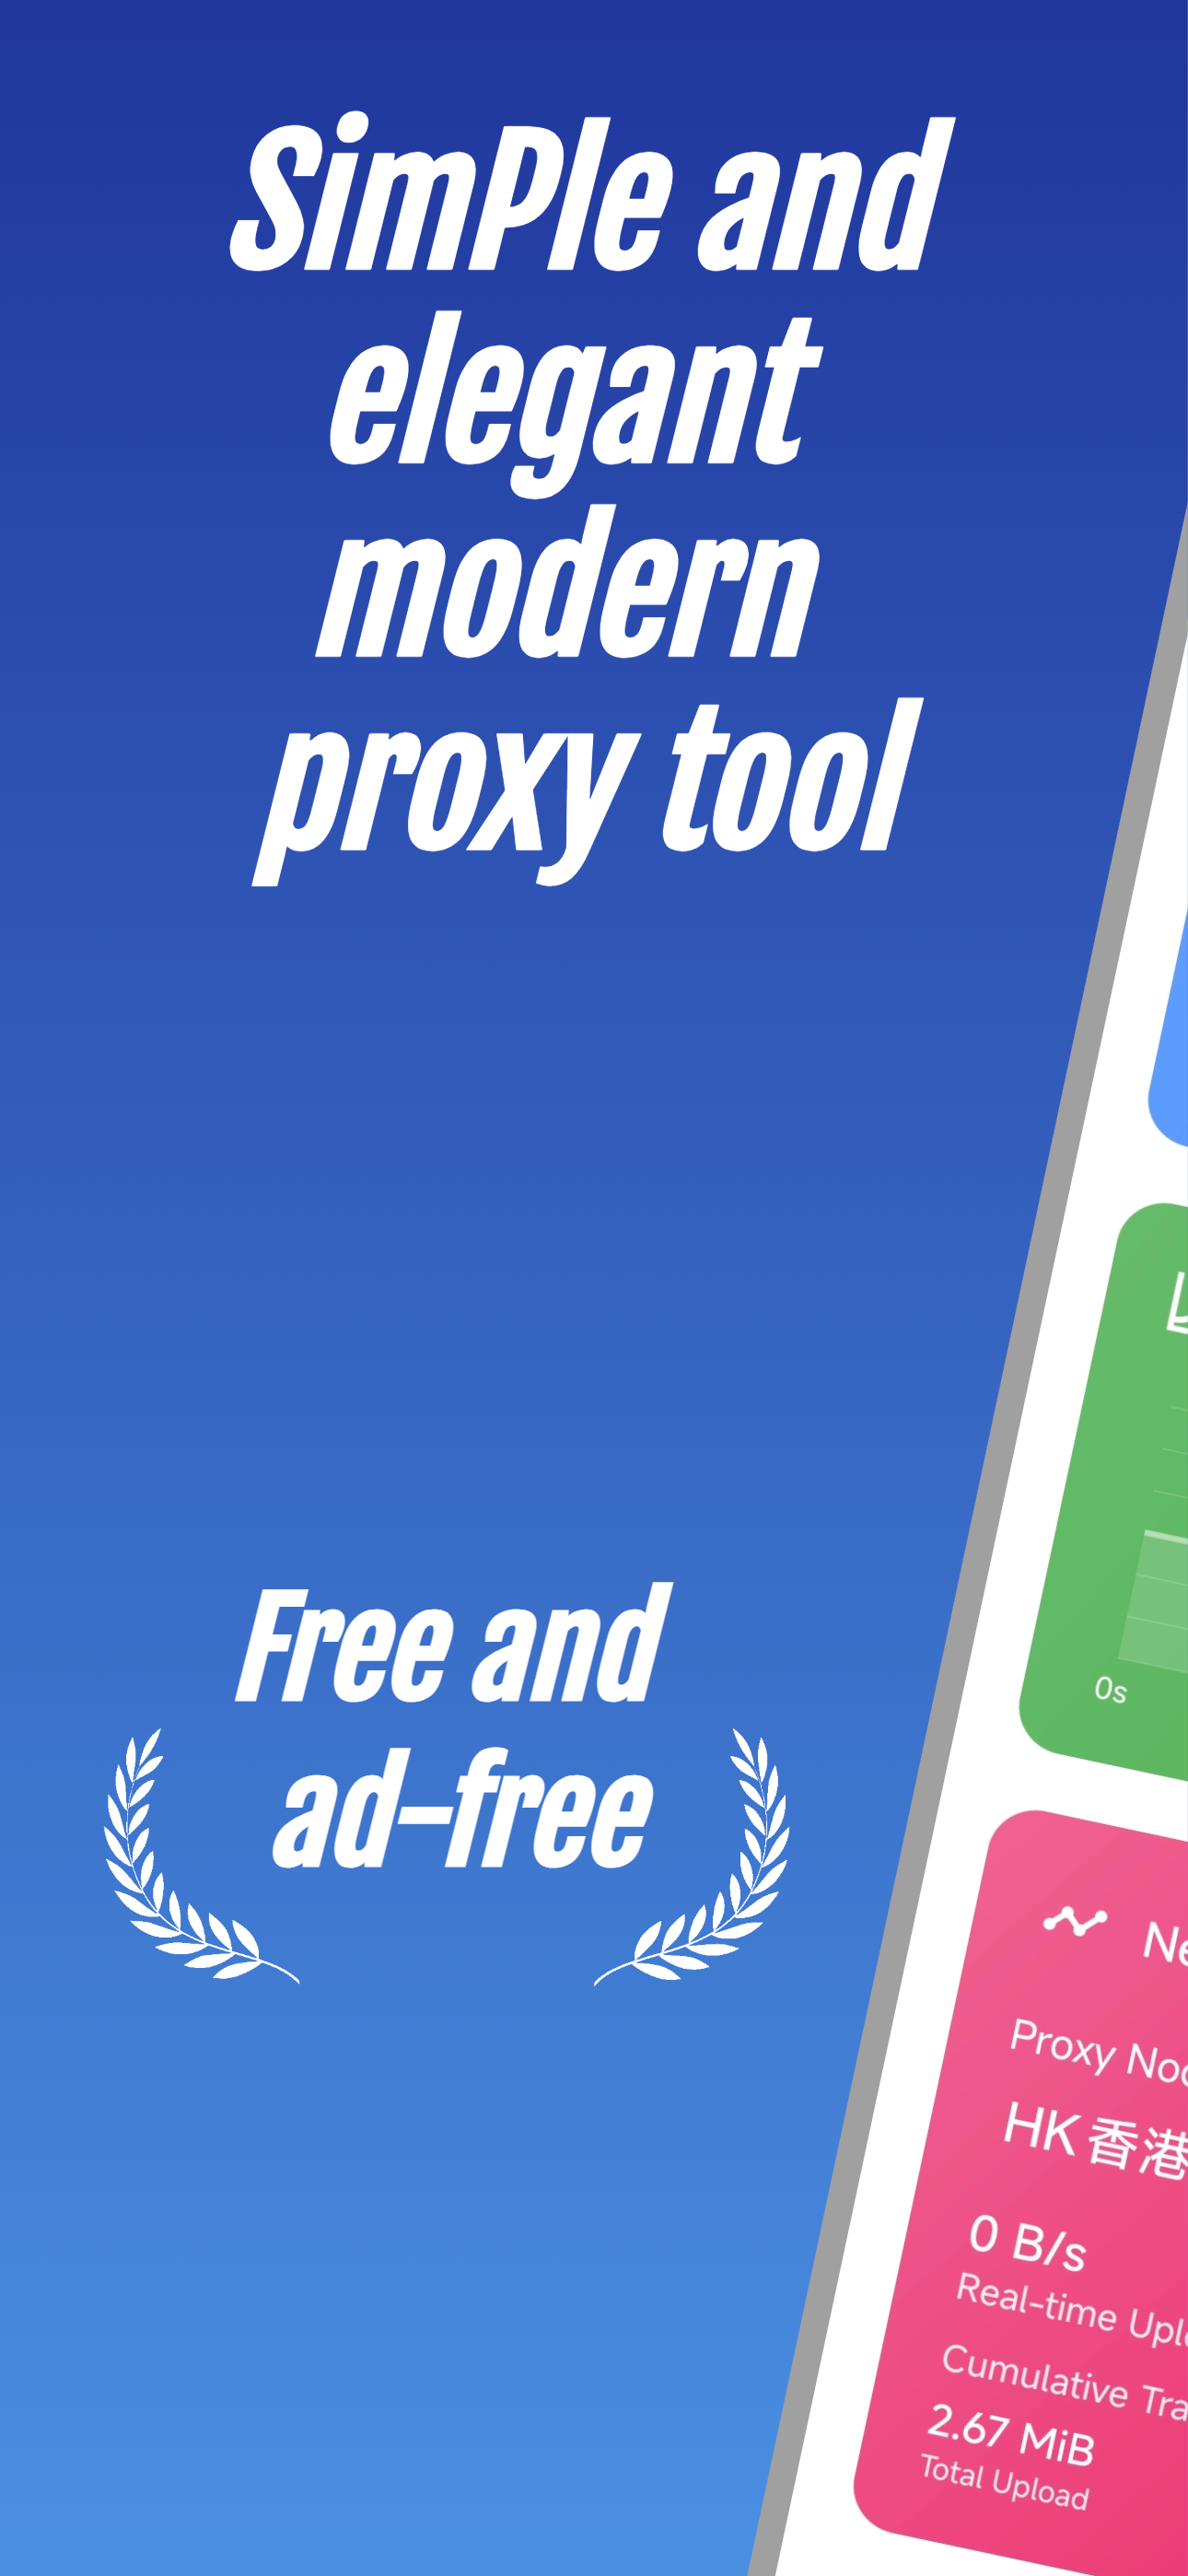 SimPle and
elegant
modern
proxy tool
Free and
ad-free
0s
Proxy
HK 香港
0 B/s
Real-time
Cumulative
2.67 MiB
Total Upload